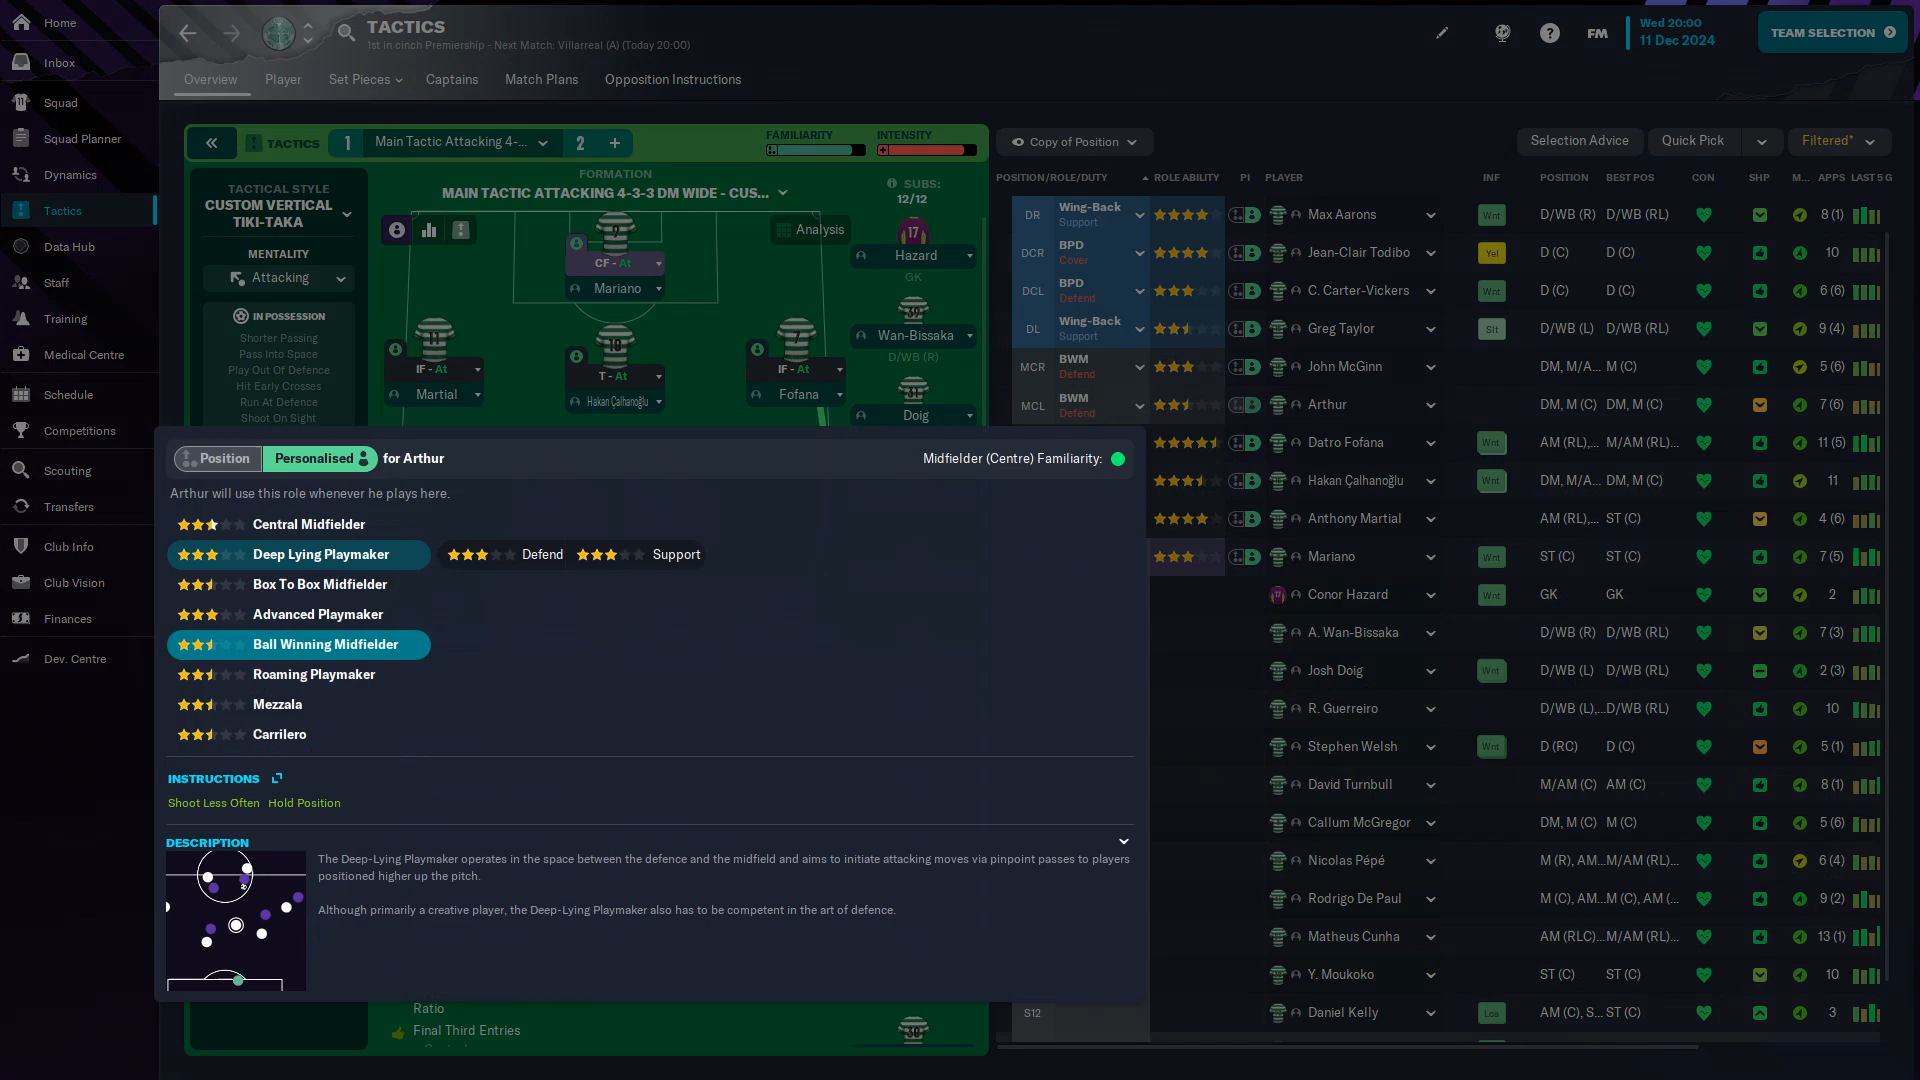 Home
Inbox
Squad
Squad Planner
Dynamics
Tactics
Data Hub
Staff
Training
Medical Centre
Schedule
Competitions
Scouting
Transfers
Club Info
Club Vision
Finances
Dev. Centre
TACTICS
1st in cinch Premiership - Next Match: Villarreal (A) (Today 20:00)
FM
Wed 20:00
11 Dec 2024
TEAM SELECTION
Overview Player Set Pieces Captains Match Plans Opposition Instructions
TACTICS 1 Main Tactic Attacking 4-... 2 +
FAMILIARITY INTENSITY
TACTICAL STYLE
CUSTOM VERTICAL
TIKI-TAKA
MENTALITY
Attacking
IN POSSESSION
Shorter Passing
Pass Into Space
Play Out Of Defence
Hit Early Crosses
Run At Defence
Shoot On Sight
FORMATION
MAIN TACTIC ATTACKING 4-3-3 DM WIDE - CUS...
SUBS:
12/12
Analysis
9
CF - At
Mariano
11
IF - At
Martial
10
T - At
Hakan Çalhanoğlu
7
IF - At
Fofana
17
Hazard
GK
Wan-Bissaka
D/WB (R)
31
Doig
Copy of Position
Selection Advice Quick Pick Filtered*
POSITION/ROLE/DUTY ROLE ABILITY PI PLAYER INF POSITION BEST POS CON SHP M... APPS LAST 5 G
DR Wing-Back Support Max Aarons Wnt D/WB (R) D/WB (RL) 8 (1)
DCR BPD Cover Jean-Clair Todibo Yel D (C) D (C) 10
DCL BPD Defend C. Carter-Vickers Wnt D (C) D (C) 6 (6)
DL Wing-Back Support Greg Taylor Slt D/WB (L) D/WB (RL) 9 (4)
MCR BWM Defend John McGinn DM, M/A... M (C) 5 (6)
MCL BWM Defend Arthur DM, M (C) DM, M (C) 7 (6)
Datro Fofana Wnt AM (RL),... M/AM (RL)... 11 (5)
Hakan Çalhanoğlu Wnt DM, M/A... DM, M (C) 11
Anthony Martial AM (RL),... ST (C) 4 (6)
Mariano Wnt ST (C) ST (C) 7 (5)
17 Conor Hazard Wnt GK GK 2
A. Wan-Bissaka D/WB (R) D/WB (RL) 7 (3)
Josh Doig Wnt D/WB (L) D/WB (RL) 2 (3)
R. Guerreiro D/WB (L),... D/WB (RL) 10
Stephen Welsh Wnt D (RC) D (C) 5 (1)
David Turnbull M/AM (C) AM (C) 8 (1)
Callum McGregor DM, M (C) M (C) 5 (6)
Nicolas Pépé M (R), AM... M/AM (RL)... 6 (4)
Rodrigo De Paul M (C), AM... M (C), AM (... 9 (2)
Matheus Cunha AM (RLC)... M/AM (RL)... 13 (1)
Y. Moukoko ST (C) ST (C) 10
S12 Daniel Kelly Loa AM (C), S... ST (C) 3
Position Personalised for Arthur
Midfielder (Centre) Familiarity:
Arthur will use this role whenever he plays here.
Central Midfielder
Deep Lying Playmaker Defend Support
Box To Box Midfielder
Advanced Playmaker
Ball Winning Midfielder
Roaming Playmaker
Mezzala
Carrilero
INSTRUCTIONS
Shoot Less Often Hold Position
DESCRIPTION
The Deep-Lying Playmaker operates in the space between the defence and the midfield and aims to initiate attacking moves via pinpoint passes to players
positioned higher up the pitch.
Although primarily a creative player, the Deep-Lying Playmaker also has to be competent in the art of defence.
Ratio
Final Third Entries